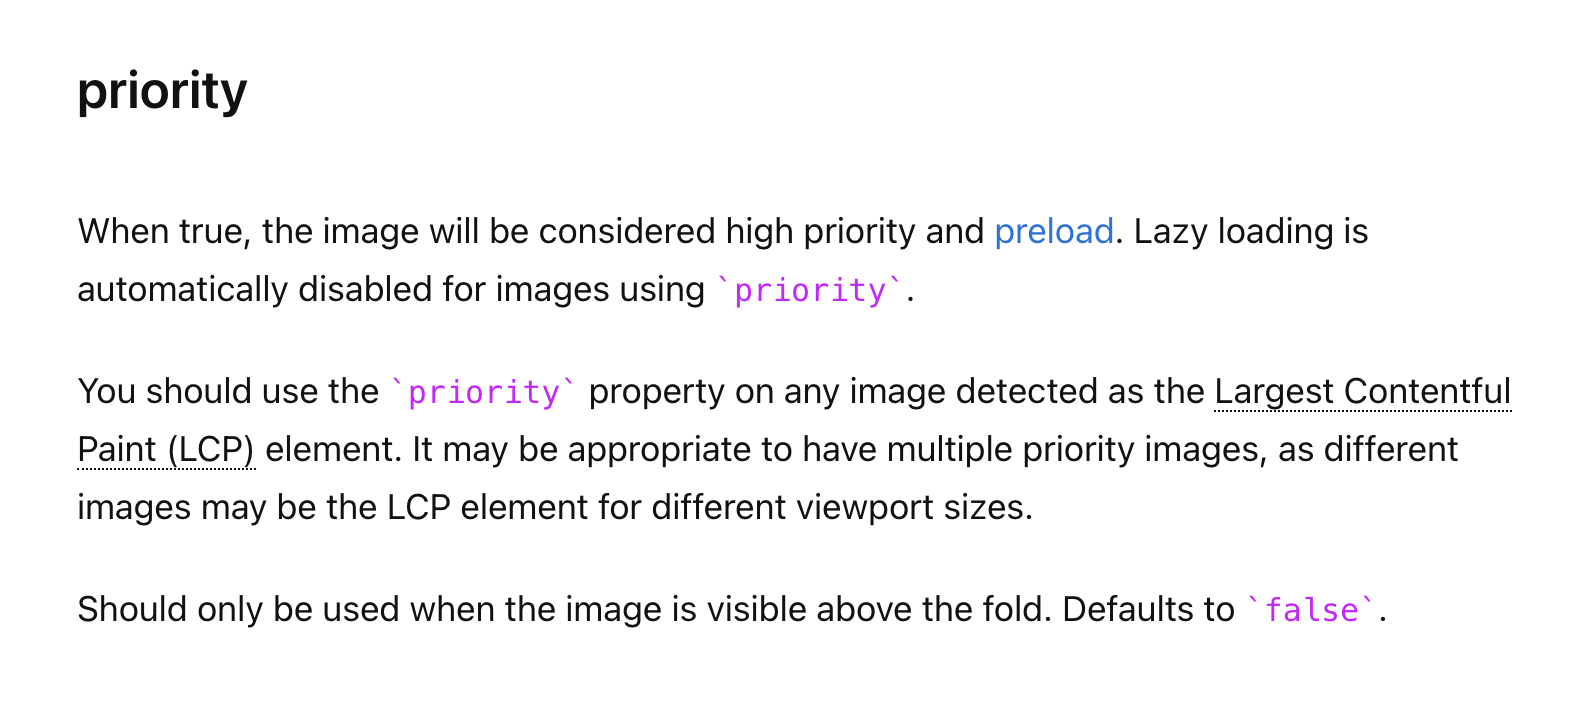 priority
When true, the image will be considered high priority and preload. Lazy loading is
automatically disabled for images using `priority`.
You should use the `priority` property on any image detected as the Largest Contentful
Paint (LCP) element. It may be appropriate to have multiple priority images, as different
images may be the LCP element for different viewport sizes.
Should only be used when the image is visible above the fold. Defaults to `false`.